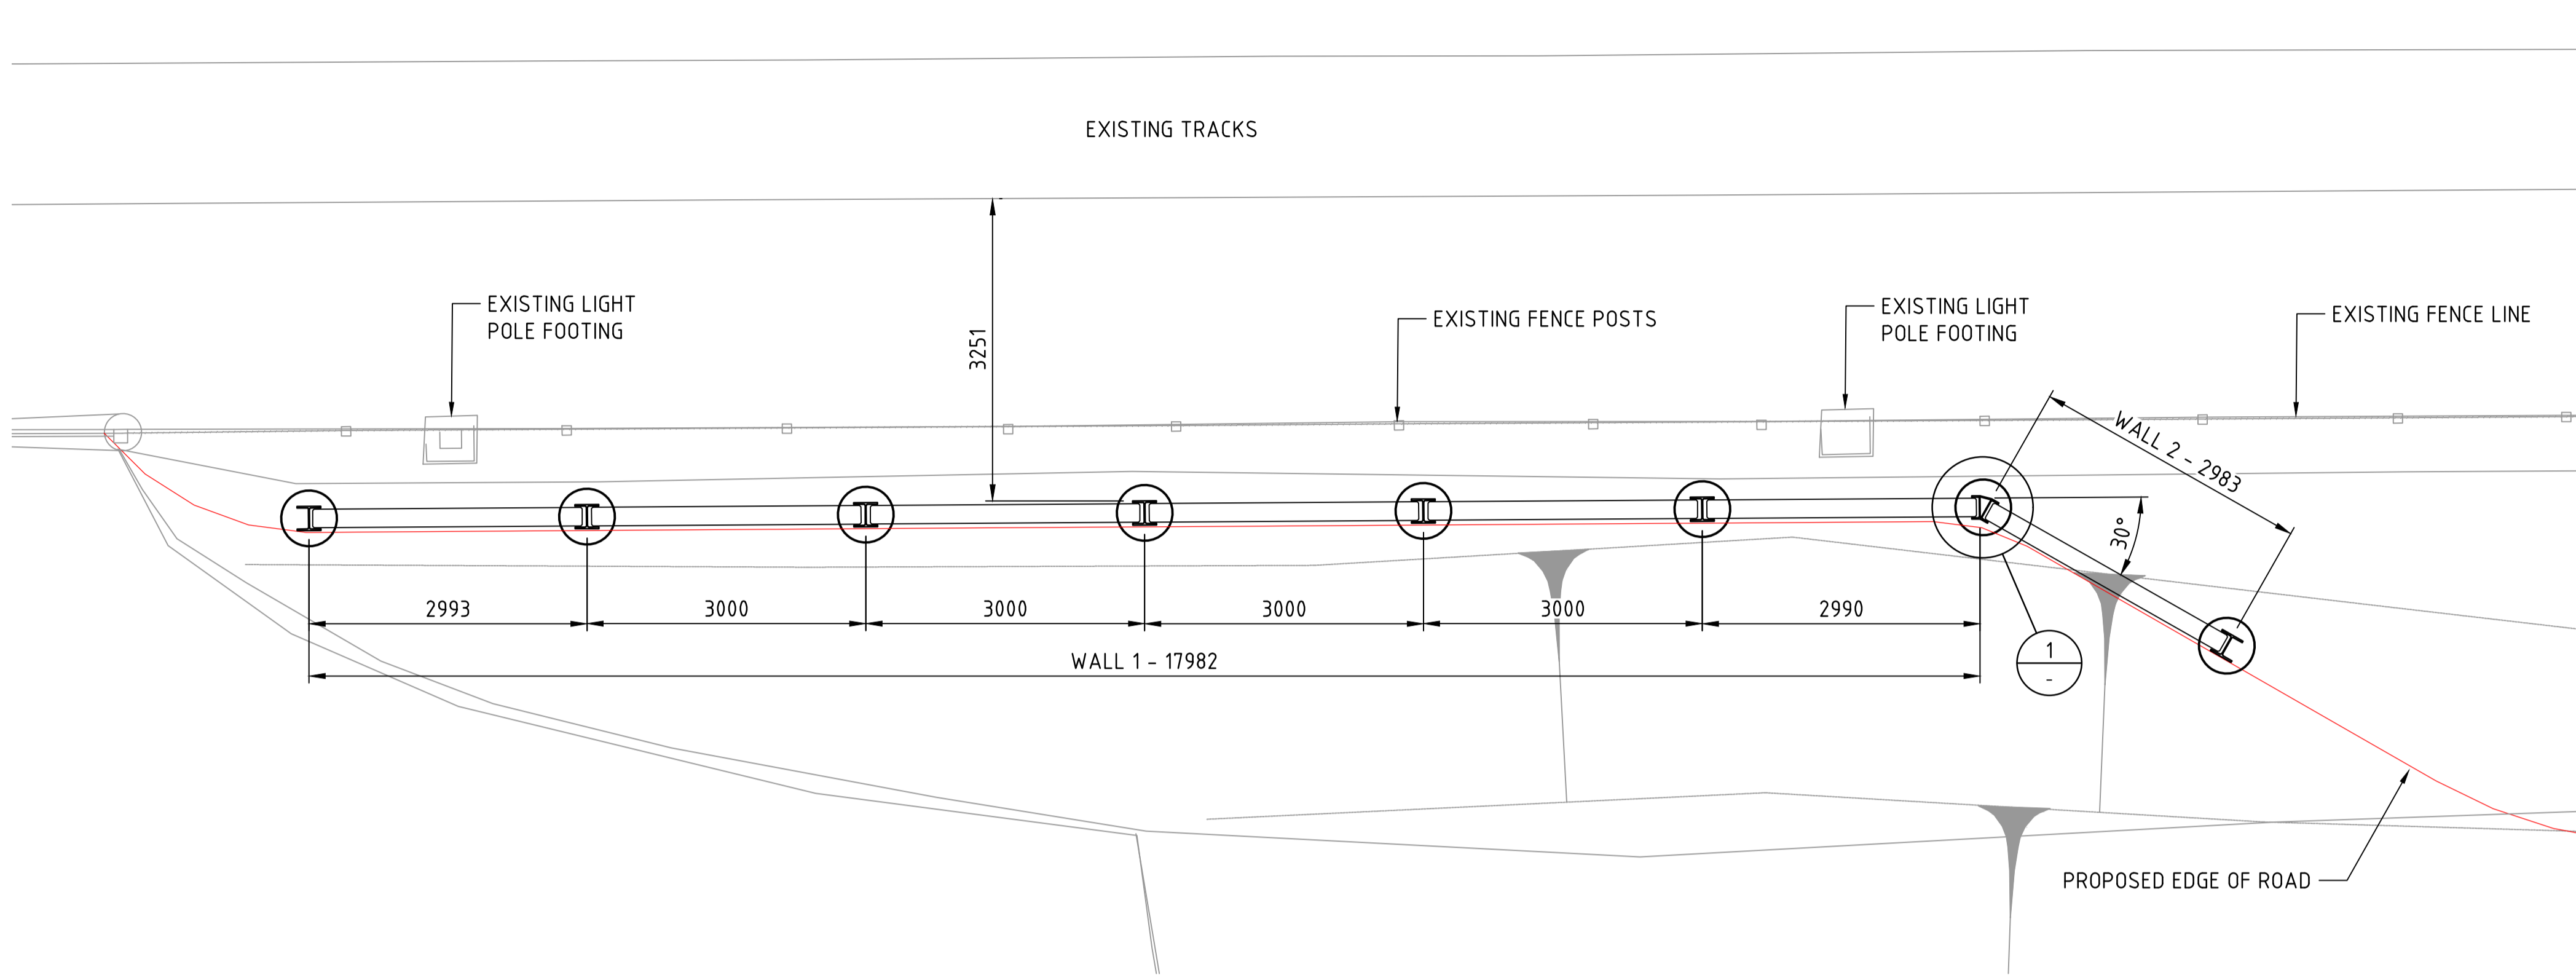 EXISTING TRACKS
EXISTING LIGHT
POLE FOOTING
3251
EXISTING FENCE POSTS
EXISTING LIGHT
POLE FOOTING
EXISTING FENCE LINE
WALL 2 - 2983
30°
2993
3000
3000
3000
3000
2990
WALL 1 - 17982
1
-
PROPOSED EDGE OF ROAD